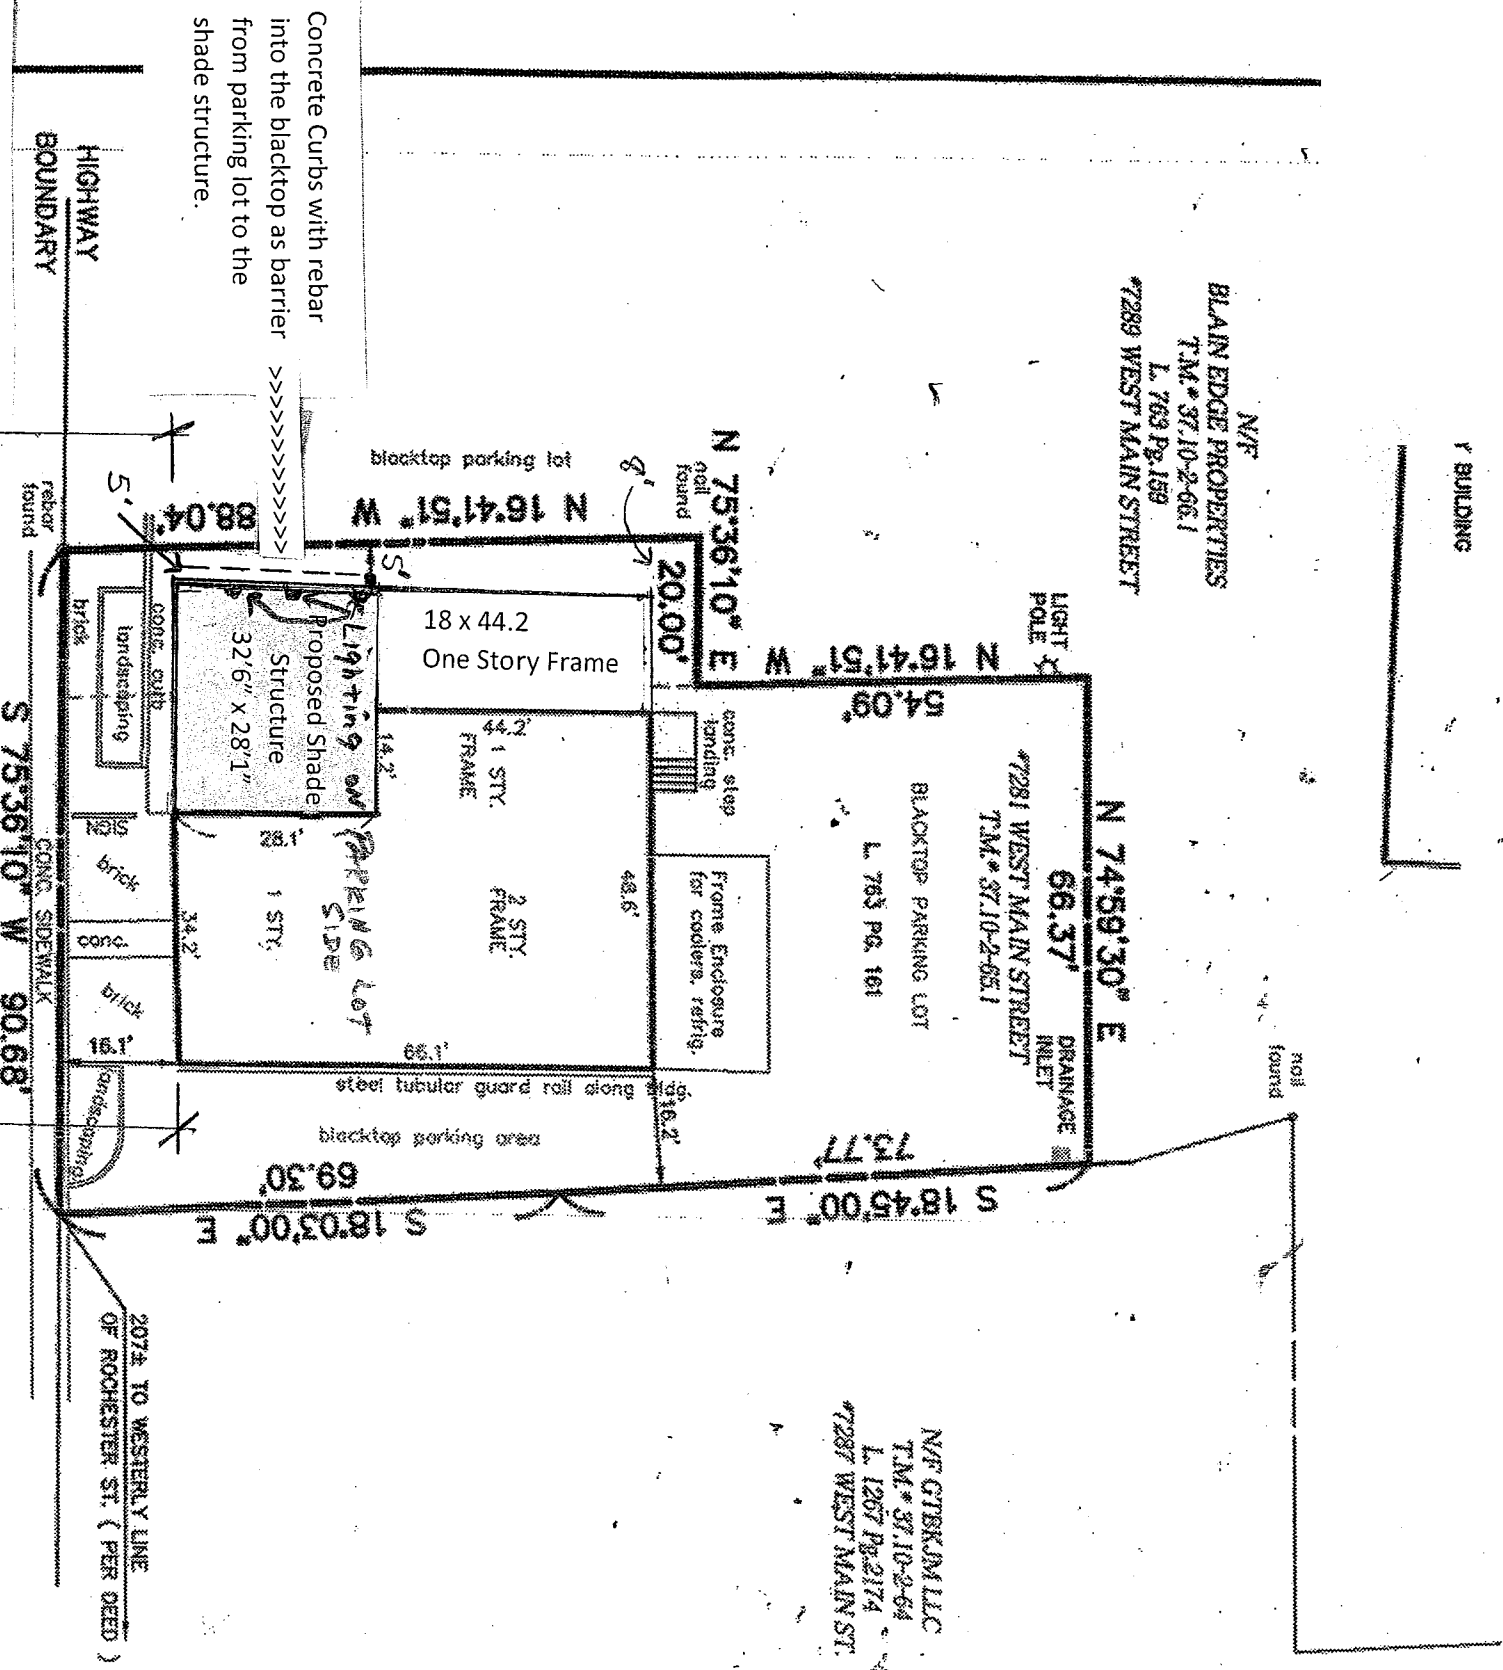 Concrete Curbs with rebar
into the blacktop as barrier >>>>>>>>>>>
from parking lot to the
shade structure.
HIGHWAY
BOUNDARY
N/F
BLAIN EDGE PROPERTIES
T.M.# 37.10-2-66.1
L. 763 Pg.159
#7289 WEST MAIN STREET
Y BUILDING
N 75°36'10" E
20.00'
nail
found
8'
blacktop parking lot
N 16°41'51" W
88.04'
5'
5'
rebar
found
LIGHT
POLE
N 16°41'51" W
54.09'
N 74°59'30" E
66.37'
#7281 WEST MAIN STREET
T.M.# 37.10-2-65.1
BLACKTOP PARKING LOT
L. 763 PG. 161
DRAINAGE
INLET
nail
found
conc. step
landing
Frame Enclosure
for coolers, refrig.
18 x 44.2
One Story Frame
44.2'
1 STY.
FRAME
14.2'
48.6'
2 STY.
FRAME
Lighting on
PARKING LOT
SIDE
Proposed Shade
Structure
32'6" x 28'1"
28.1'
1 STY.
34.2'
66.1'
steel tubular guard rail along bldg.
16.2'
blacktop parking area
conc. curb
landscaping
brick
SIGN
brick
conc.
brick
16.1'
landscaping
CONC. SIDEWALK
S 75°36'10" W 90.68'
69.30'
S 18°03'00" E
73.77'
S 18°45'00" E
207± TO WESTERLY LINE
OF ROCHESTER ST. ( PER DEED )
N/F GTBKJM LLC
T.M.# 37.10-2-64
L. 1267 Pg.2174
#7287 WEST MAIN ST.